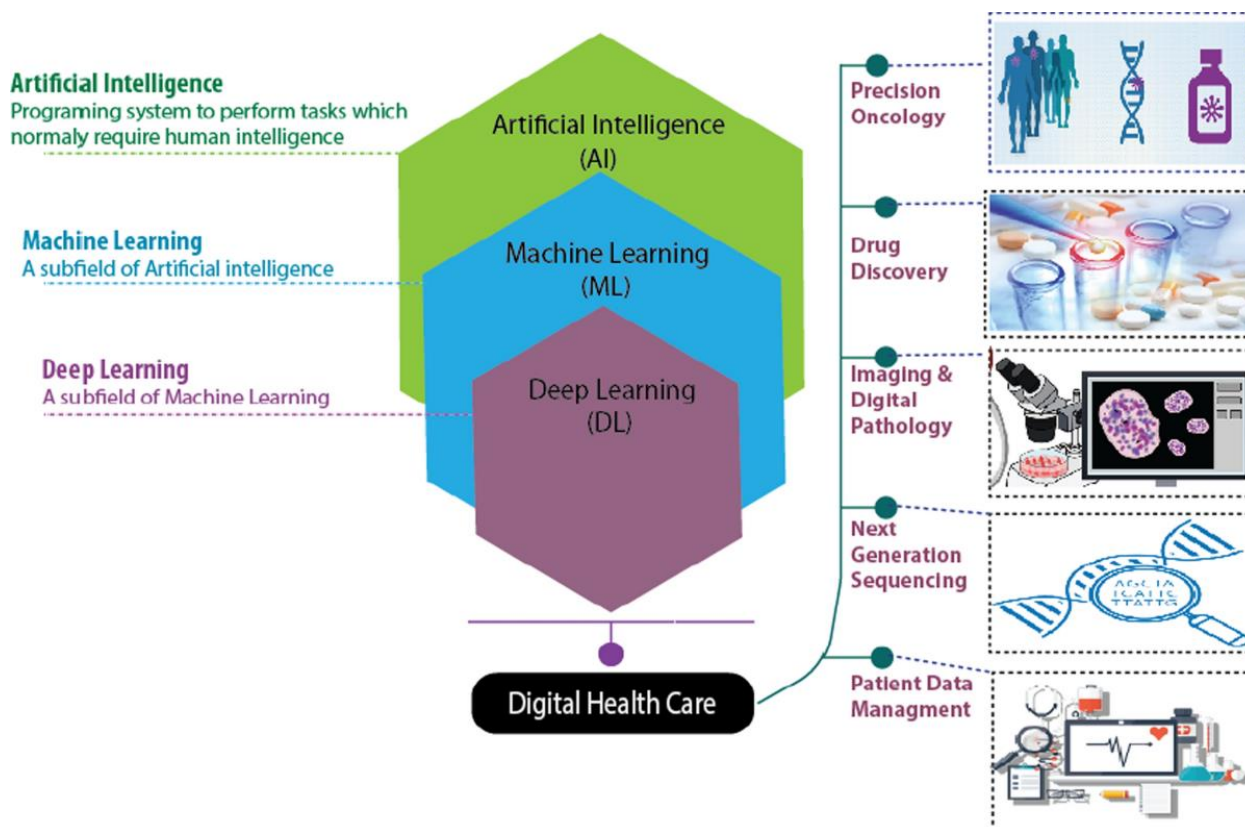 Artificial Intelligence
Programing system to perform tasks which
normaly require human intelligence
Machine Learning
A subfield of Artificial intelligence
Deep Learning
A subfield of Machine Learning
Artificial Intelligence
(AI)
Machine Learning
(ML)
Deep Learning
(DL)
Digital Health Care
Precision
Oncology
Drug
Discovery
Imaging &
Digital
Pathology
Next
Generation
Sequencing
Patient Data
Managment
TCATTC
TTATTG